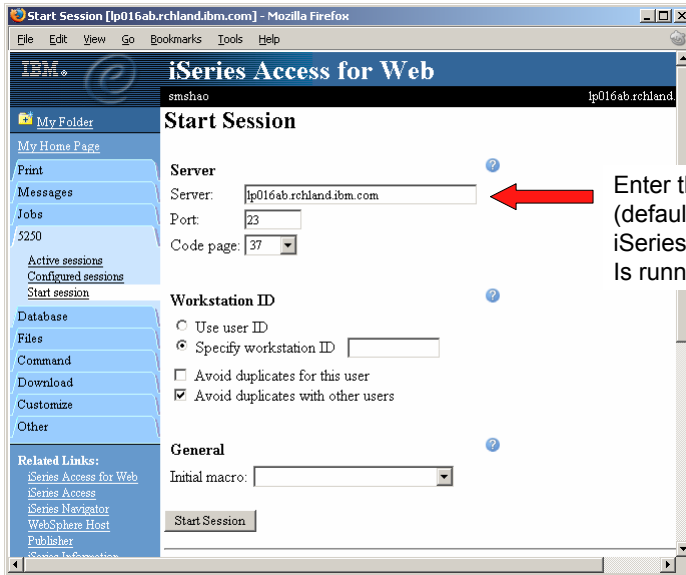 Start Session [lp016ab.rchland.ibm.com] - Mozilla Firefox
File Edit View Go Bookmarks Tools Help
IBM
iSeries Access for Web
smshao
lp016ab.rchland.
My Folder
My Home Page
Print
Messages
Jobs
5250
Active sessions
Configured sessions
Start session
Database
Files
Command
Download
Customize
Other
Related Links:
iSeries Access for Web
iSeries Access
iSeries Navigator
WebSphere Host
Publisher
iSeries Information
Start Session
Server
Server: lp016ab.rchland.ibm.com
Port: 23
Code page: 37
Workstation ID
Use user ID
Specify workstation ID
Avoid duplicates for this user
Avoid duplicates with other users
General
Initial macro:
Start Session
Enter
(defaul
iSeries
Is runn